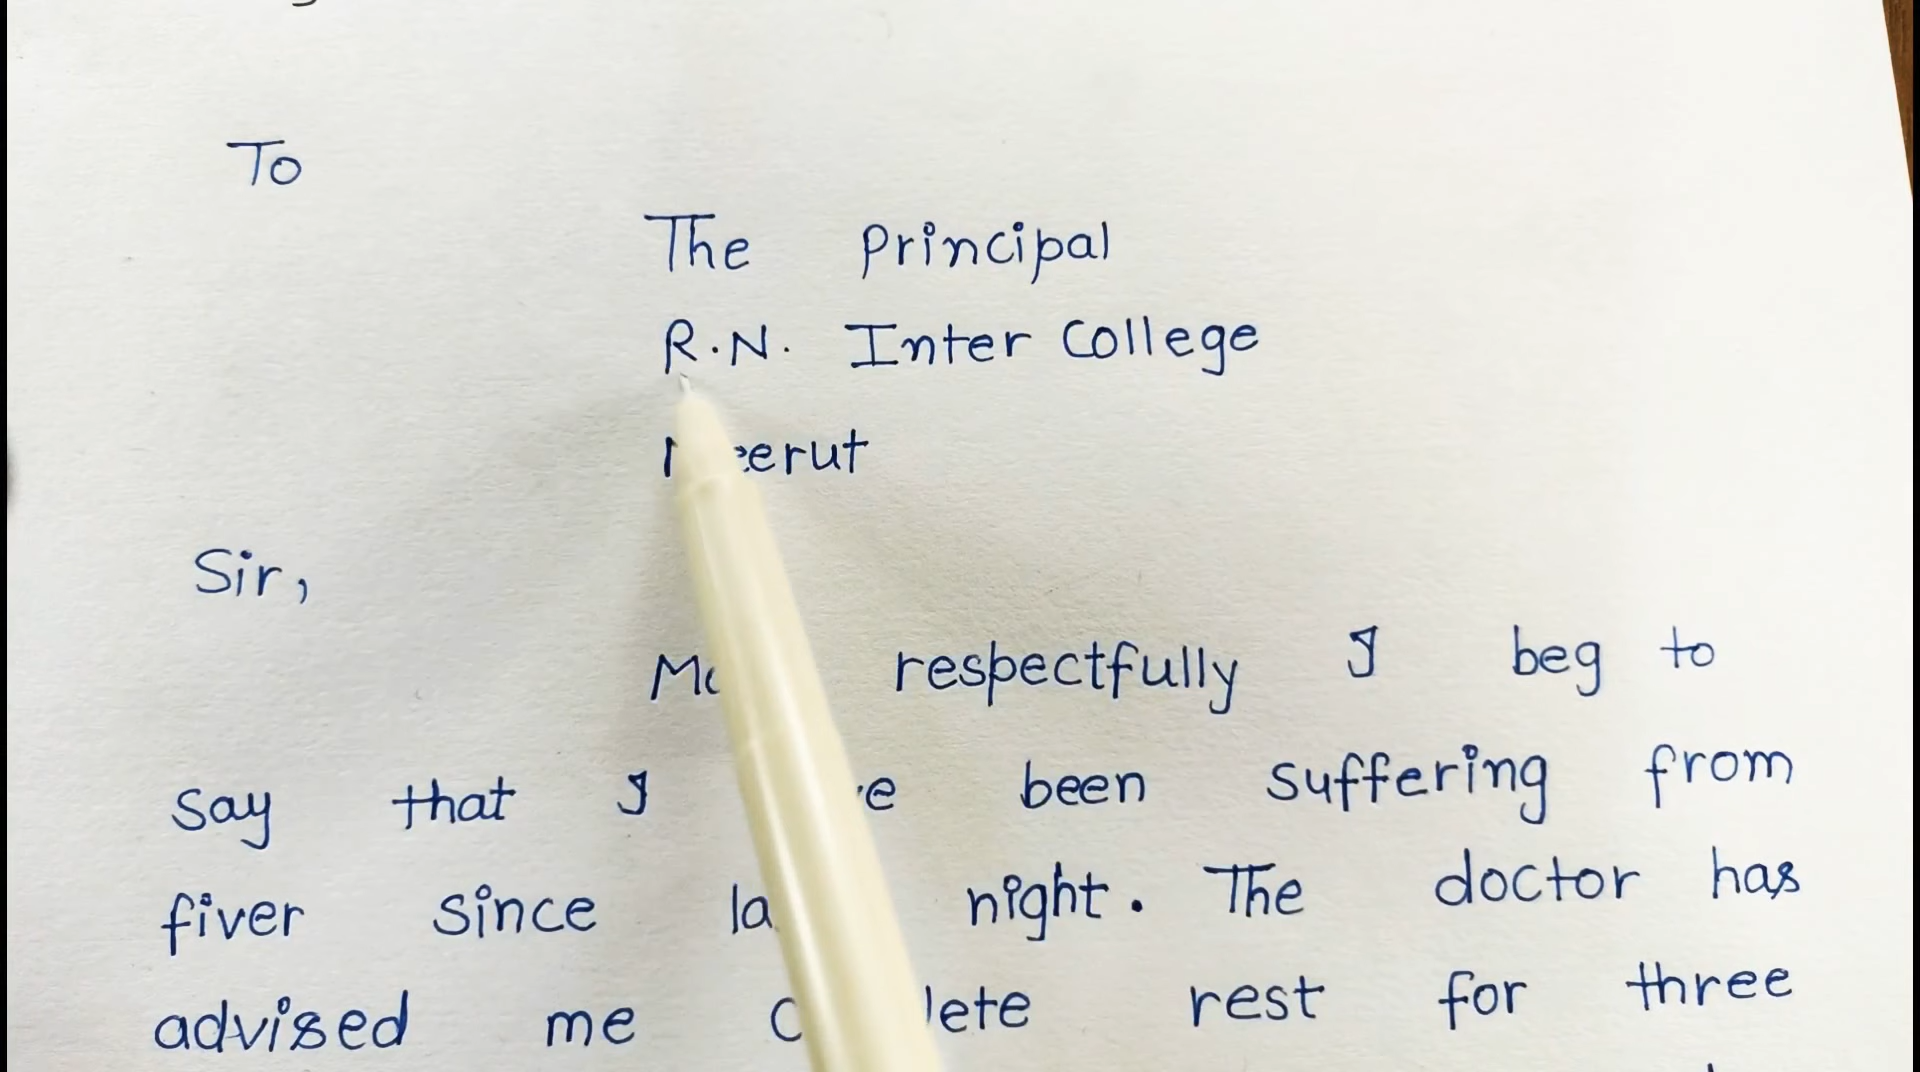 To
The Principal
R.N. Inter College
Sir,
respectfully I beg to
say that I been suffering from
fiver since night. The doctor has
advised me rest for three